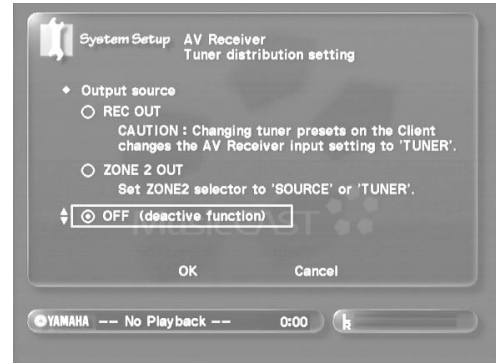 System Setup AV Receiver
Tuner distribution setting
Output source
REC OUT
CAUTION : Changing tuner presets on the Client
changes the AV Receiver input setting to 'TUNER'.
ZONE 2 OUT
Set ZONE2 selector to 'SOURCE' or 'TUNER'.
OFF (deactive function)
MusicCAST
OK Cancel
YAMAHA -- No Playback -- 0:00